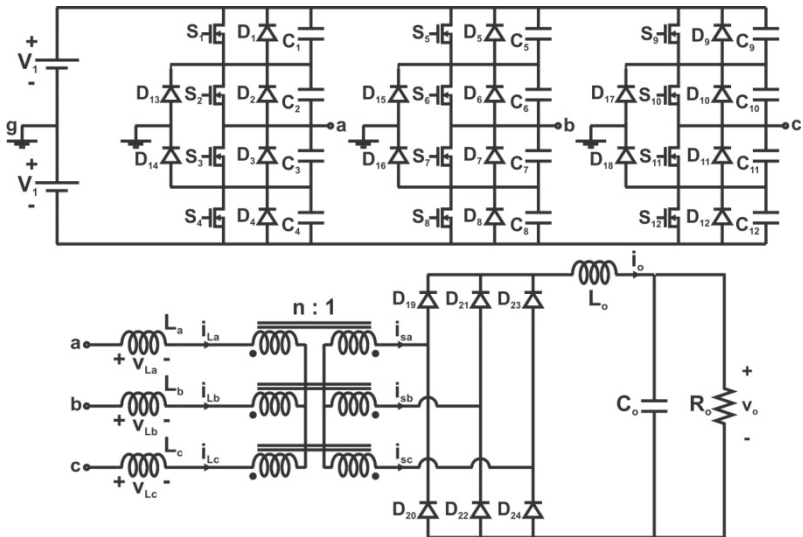 S1 D1 C1 S5 D5 C5 S9 D9 C9
+
V1
-
D13 S2 D2 C2 D15 S6 D6 C6 D17 S10 D10 C10
g a b c
D14 S3 D3 C3 D16 S7 D7 C7 D18 S11 D11 C11
+
V1
-
S4 D4 C4 S8 D8 C8 S12 D12 C12
io
Lo
n : 1
D19 D21 D23
La iLa isa
a
+ vLa -
Lb iLb isb
b
+ vLb -
Co Ro
+
vo
-
Lc iLc isc
c
+ vLc -
D20 D22 D24